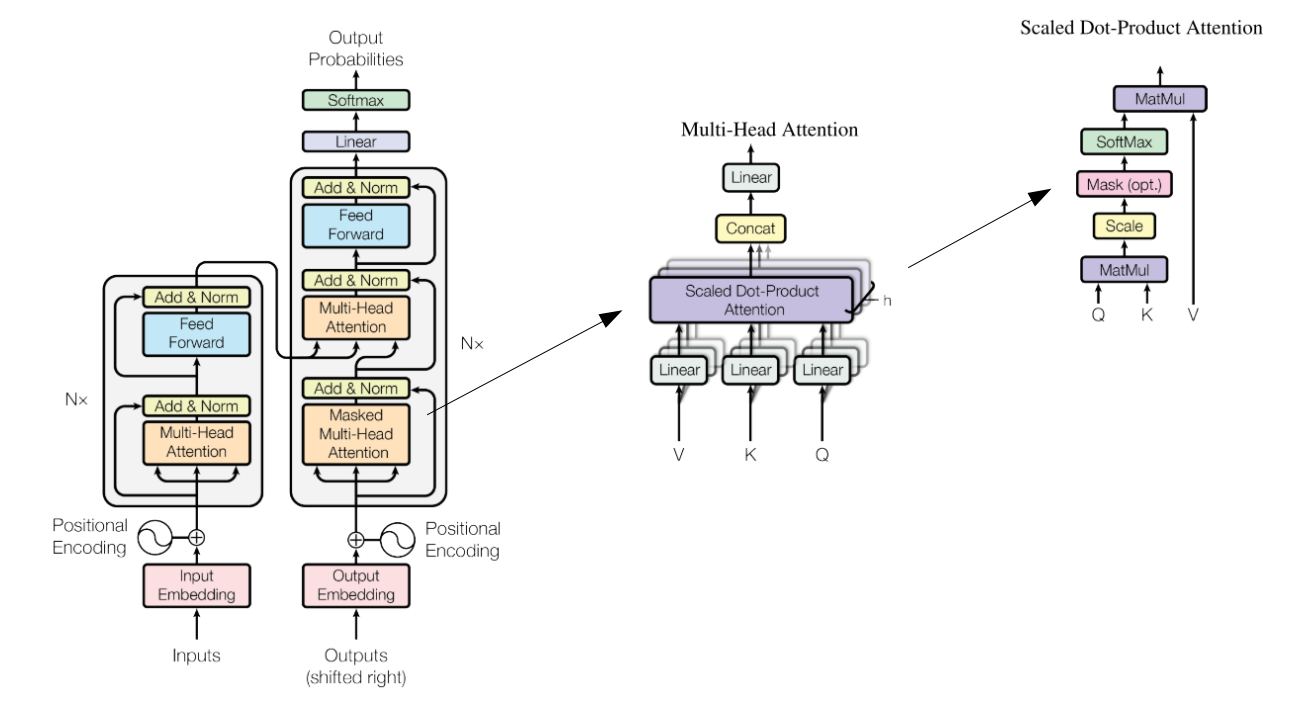 Output
Probabilities
Softmax
Linear
Add & Norm
Feed
Forward
Add & Norm
Multi-Head
Attention
Nx
Add & Norm
Masked
Multi-Head
Attention
Add & Norm
Feed
Forward
Nx
Add & Norm
Multi-Head
Attention
Positional
Encoding
Positional
Encoding
Input
Embedding
Output
Embedding
Inputs
Outputs
(shifted right)
Multi-Head Attention
Linear
Concat
Scaled Dot-Product
Attention
h
Linear
Linear
Linear
V
K
Q
Scaled Dot-Product Attention
MatMul
SoftMax
Mask (opt.)
Scale
MatMul
Q
K
V